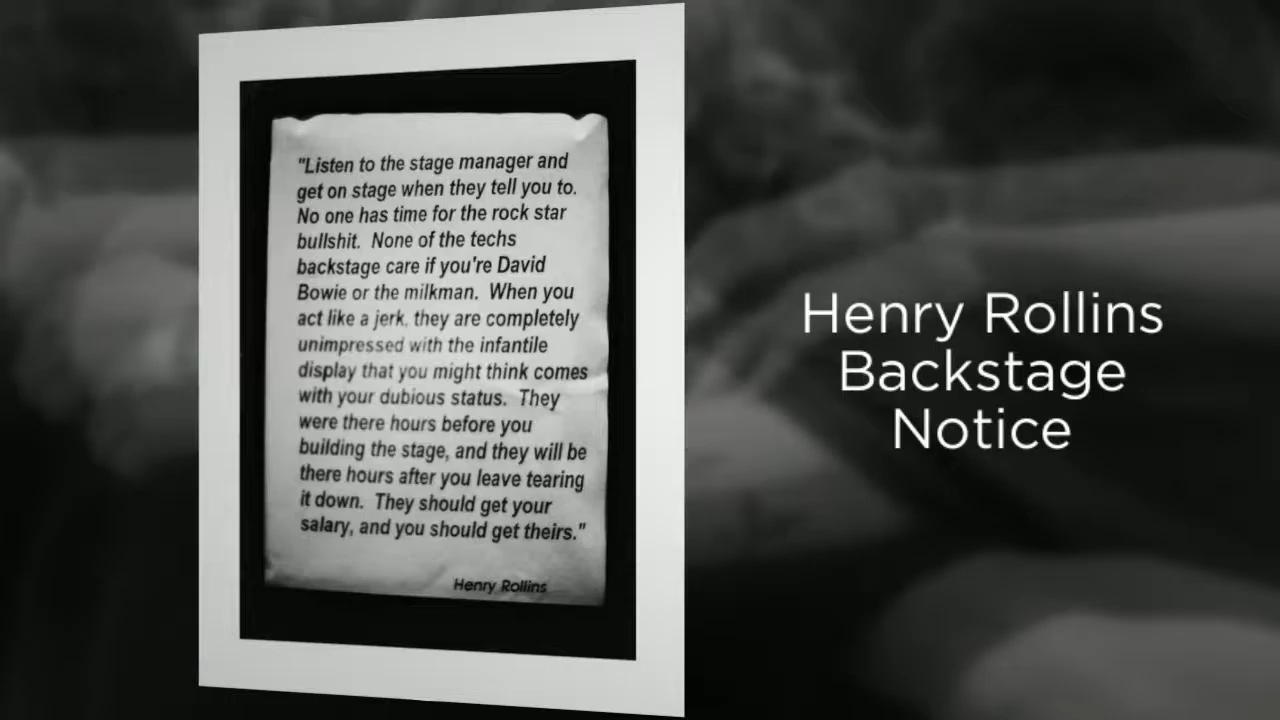 "Listen to the stage manager and
get on stage when they tell you to.
No one has time for the rock star
bullshit. None of the techs
backstage care if you're David
Bowie or the milkman. When you
act like a jerk, they are completely
unimpressed with the infantile
display that you might think comes
with your dubious status. They
were there hours before you
building the stage, and they will be
there hours after you leave tearing
it down. They should get your
salary, and you should get theirs."
Henry Rollins
Henry Rollins
Backstage
Notice